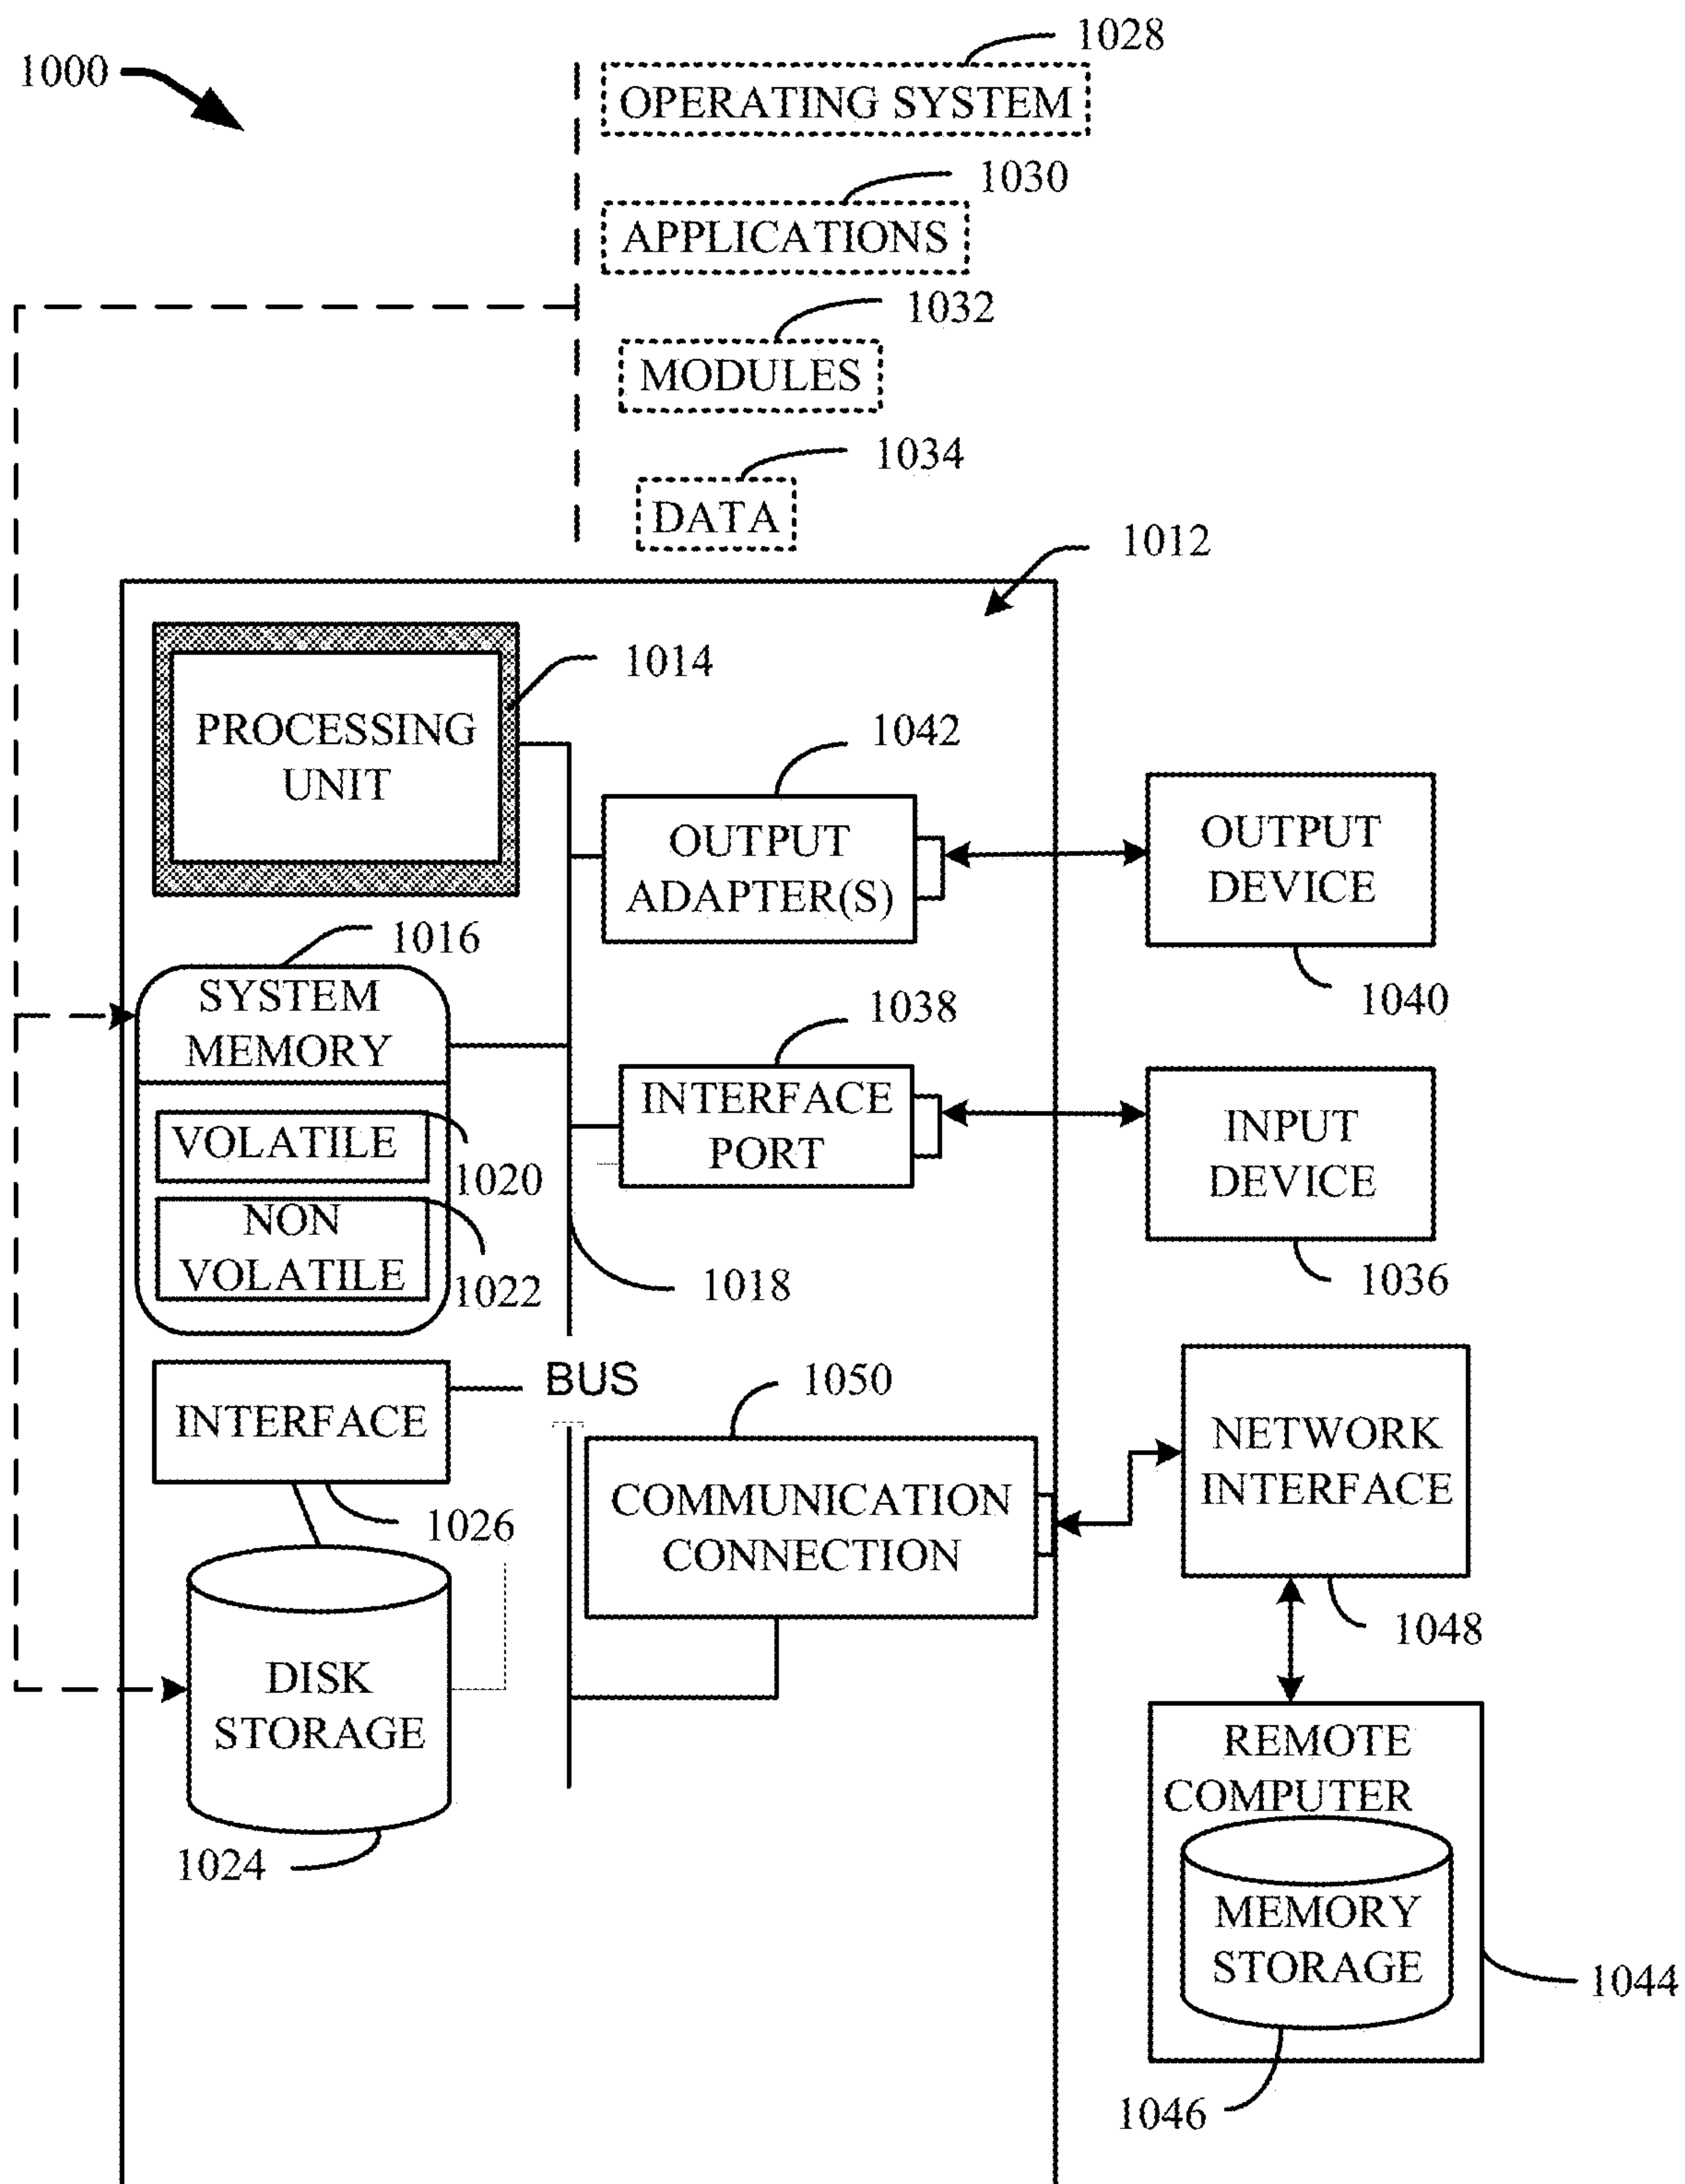 1028
1000
OPERATING SYSTEM
1030
APPLICATIONS
1032
MODULES
1034
DATA
1012
1014
PROCESSING
UNIT
1042
OUTPUT
ADAPTER(S)
OUTPUT
DEVICE
1040
1016
SYSTEM
MEMORY
1038
INTERFACE
PORT
INPUT
DEVICE
1036
VOLATILE
1020
NON
VOLATILE
1022
1018
BUS
INTERFACE
1026
1050
COMMUNICATION
CONNECTION
NETWORK
INTERFACE
1048
DISK
STORAGE
1024
REMOTE
COMPUTER
MEMORY
STORAGE
1044
1046